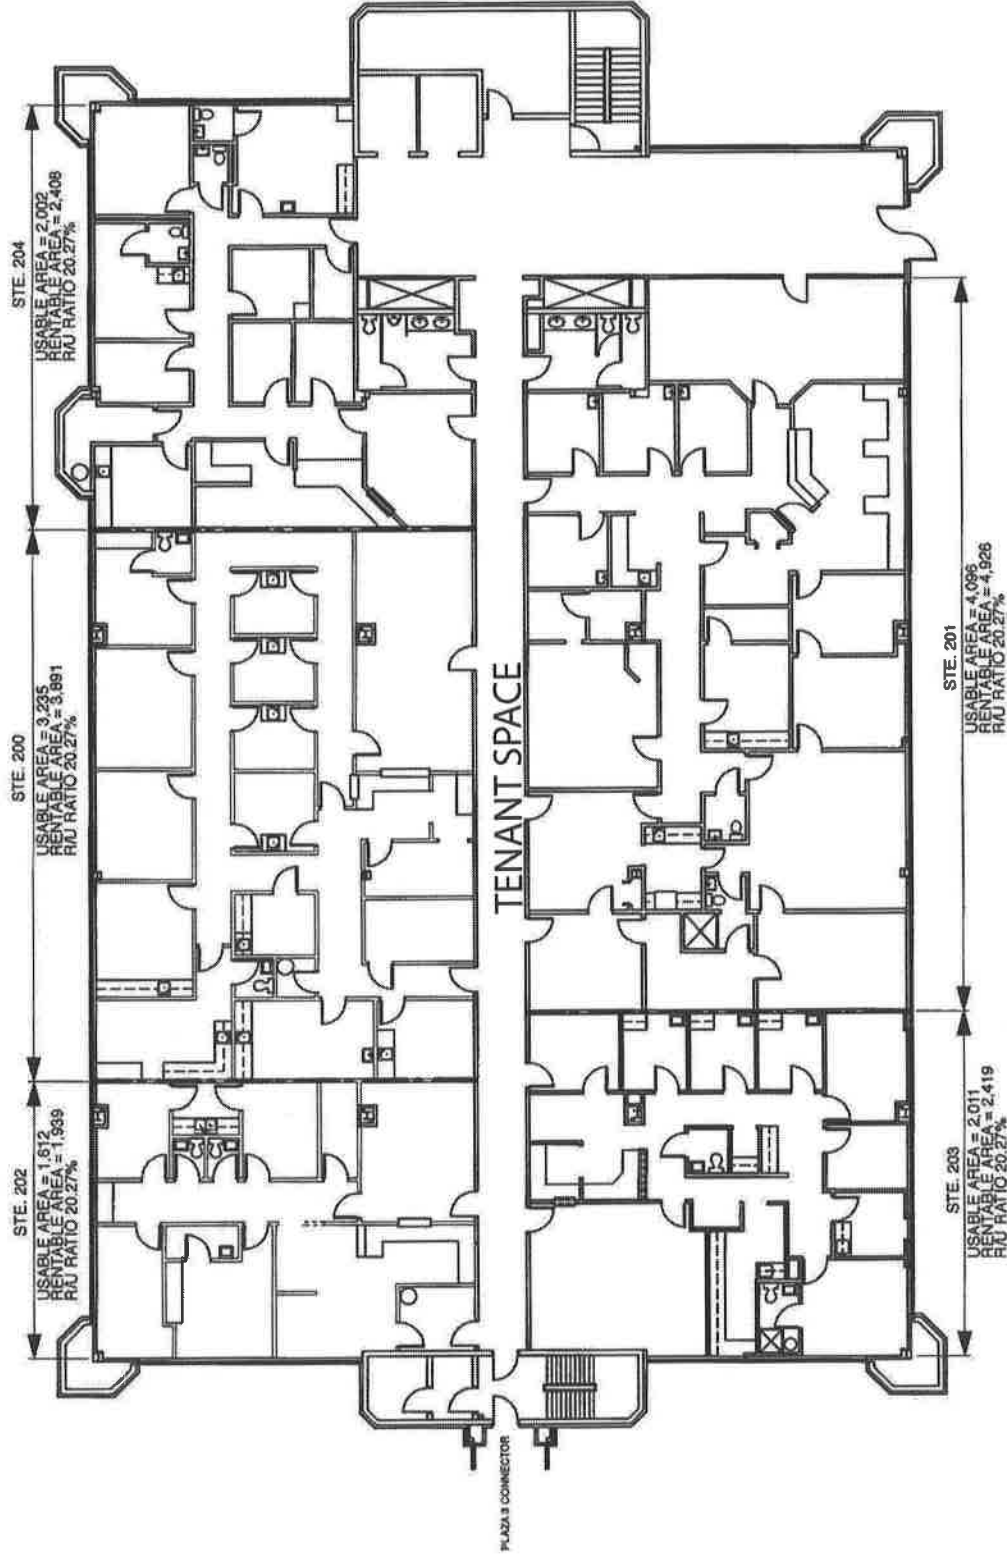 STE. 204
USABLE AREA = 2,002
RENTABLE AREA = 2,408
R/U RATIO 20.27%
STE. 200
USABLE AREA = 3,235
RENTABLE AREA = 3,891
R/U RATIO 20.27%
STE. 202
USABLE AREA = 1,612
RENTABLE AREA = 1,939
R/U RATIO 20.27%
TENANT SPACE
STE. 201
USABLE AREA = 4,096
RENTABLE AREA = 4,926
R/U RATIO 20.27%
STE. 203
USABLE AREA = 2,011
RENTABLE AREA = 2,419
R/U RATIO 20.27%
PLAZA 3 CONNECTOR